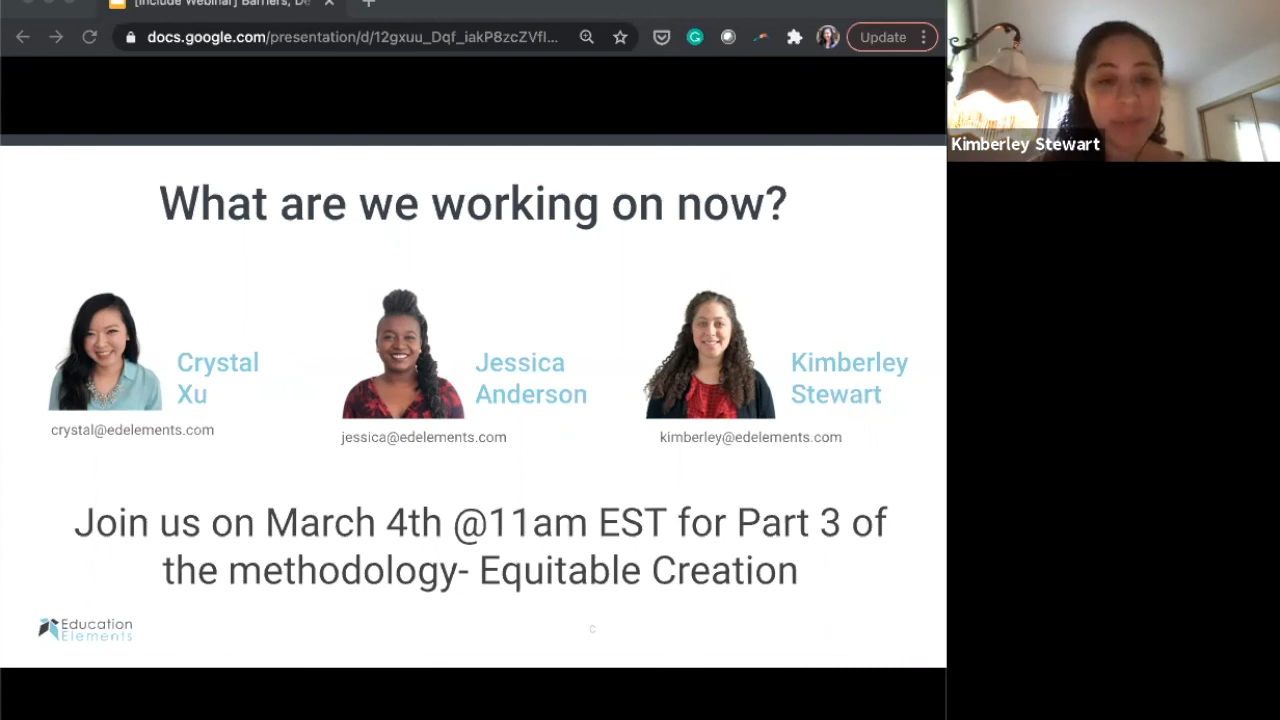 [Include Webinar] Barriers, De
docs.google.com/presentation/d/12gxuu_Dqf_iakP8zcZVfI...
Update
Kimberley Stewart
What are we working on now?
Crystal
Xu
crystal@edelements.com
Jessica
Anderson
jessica@edelements.com
Kimberley
Stewart
kimberley@edelements.com
Join us on March 4th @11am EST for Part 3 of
the methodology- Equitable Creation
Education
Elements
C